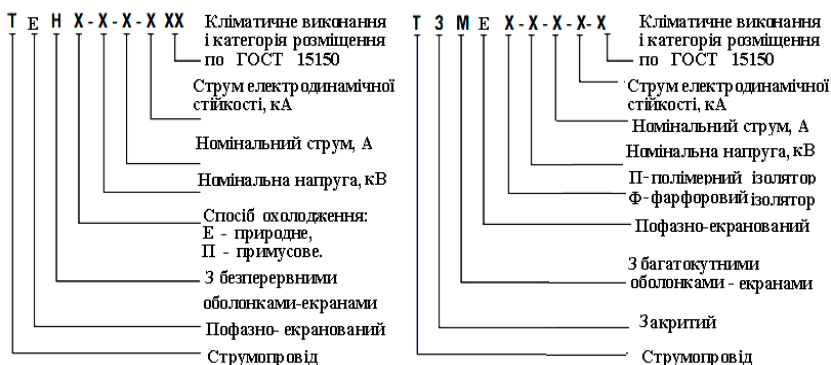 Т Е Н Х - Х - Х - Х ХХ
Кліматичне виконання
і категорія розміщення
по ГОСТ 15150
Струм електродинамічної
стійкості, кА
Номінальний струм, А
Номінальна напруга, кВ
Спосіб охолодження:
Е - природне,
П - примусове.
З безперервними
оболонками-екранами
Пофазно- екранований
Струмопровід
Т З М Е Х - Х - Х - Х - Х
Кліматичне виконання
і категорія розміщення
по ГОСТ 15150
Струм електродинамічної
стійкості, кА
Номінальний струм, А
Номінальна напруга, кВ
П-полімерний ізолятор
Ф-фарфоровий ізолятор
Пофазно-екранований
З багатокутними
оболонками - екранами
Закритий
Струмопровід